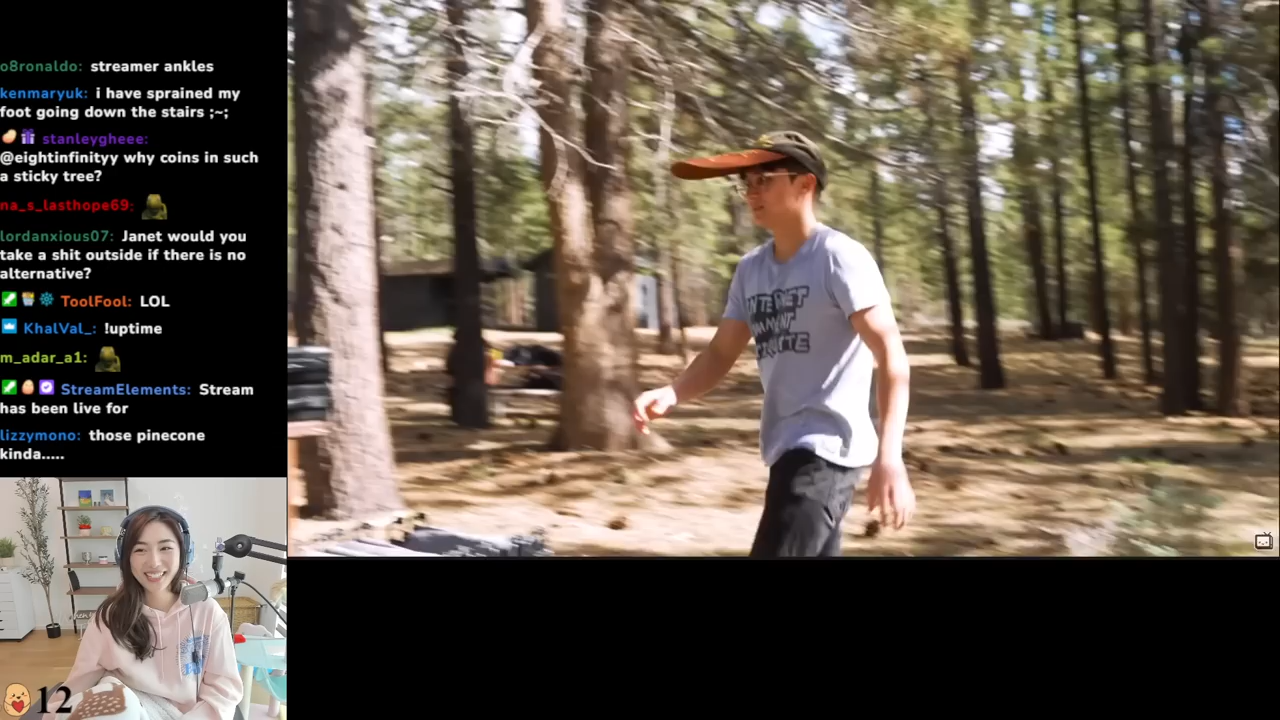 o8ronaldo: streamer ankles
kenmaryuk: i have sprained my
foot going down the stairs ;~;
stanleygheee:
@eightinfinityy why coins in such
a sticky tree?
na_s_lasthope69:
lordanxious07: Janet would you
take a shit outside if there is no
alternative?
ToolFool: LOL
KhalVal_: !uptime
m_adar_a1:
StreamElements: Stream
has been live for
lizzymono: those pinecone
kinda.....
12
INTERNET